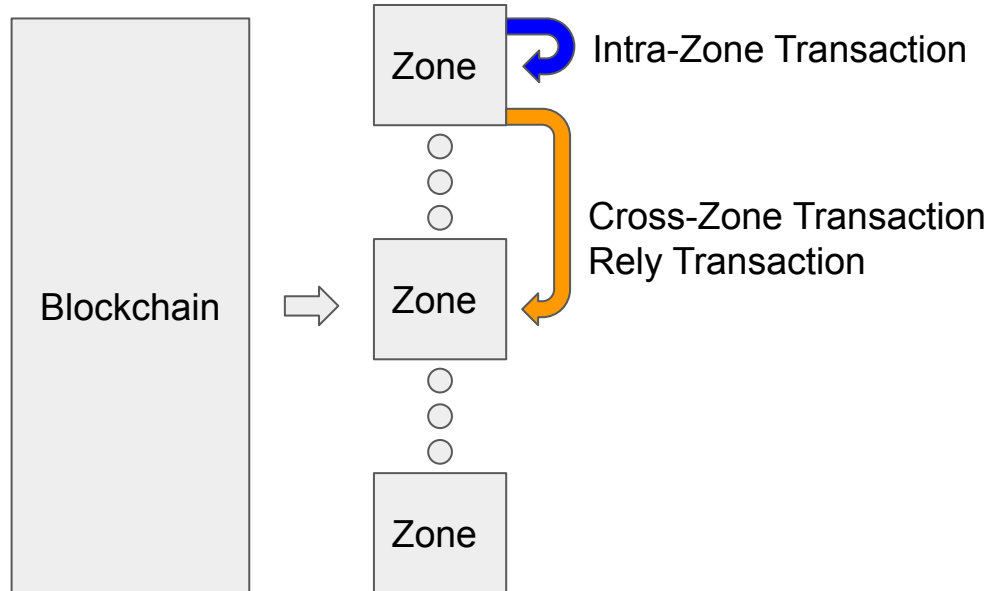 Zone
Intra-Zone Transaction
Cross-Zone Transaction
Rely Transaction
Blockchain
Zone
Zone